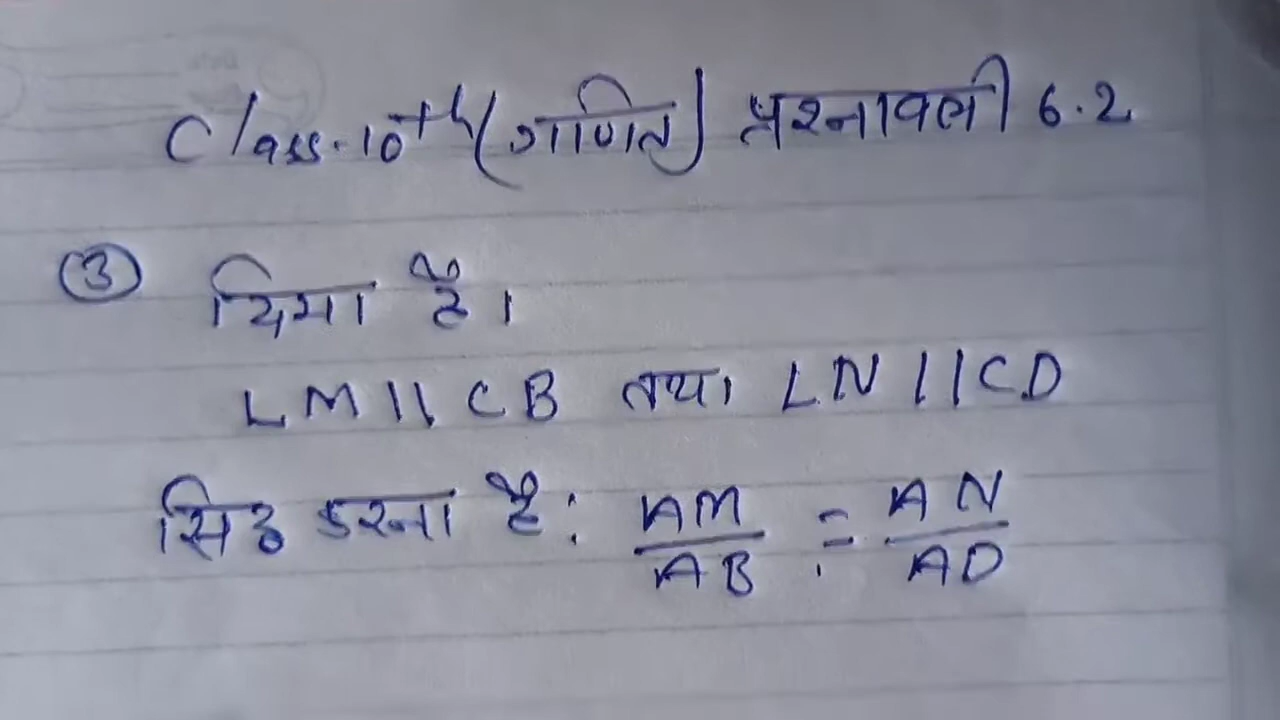 Class. 10th (गणित) प्रश्नावली 6.2
③ दिया है।
LM || CB तथा LN || CD
सिद्ध करना है: AM/AB = AN/AD